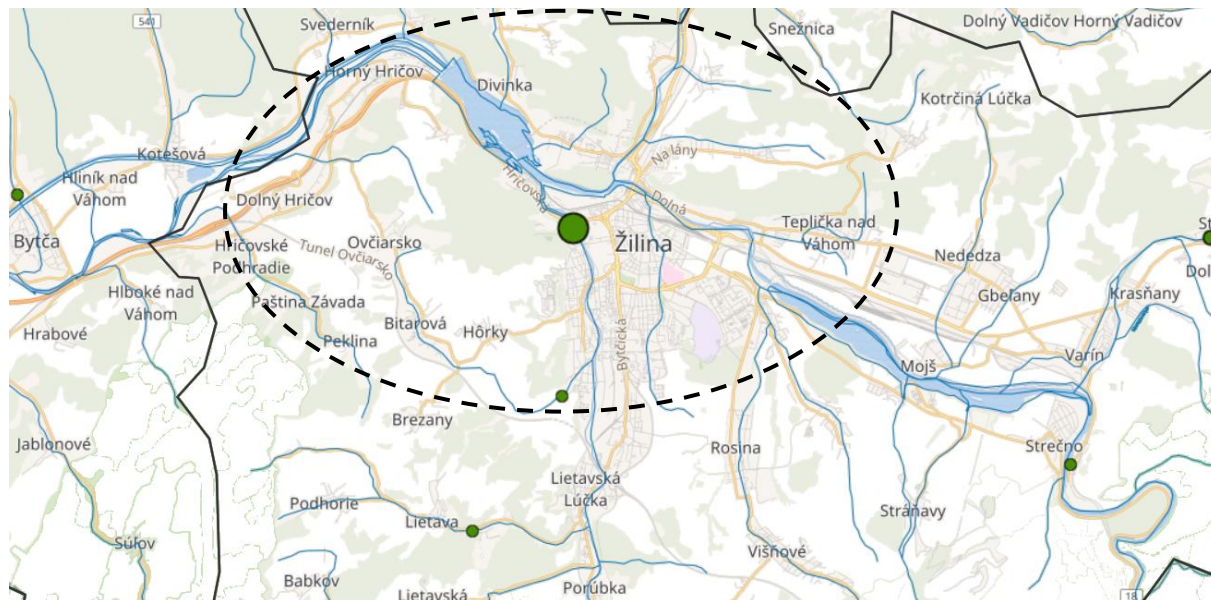 541
Svederník
Snežnica
Dolný Vadičov Horný Vadičov
Horný Hričov
Divinka
Kotrčiná Lúčka
Kotešová
Na lány
Hliník nad
Váhom
Hričovská
Dolný Hričov
Dolná
Teplička nad
Váhom
St
Bytča
Hričovské
Podhradie
Tunel Ovčiarsko
Ovčiarsko
Žilina
Nededza
Dol
Hlboké nad
Váhom
Paština Závada
Gbeľany
Krasňany
Hrabové
Bitarová
Hôrky
Peklina
Bytčická
Mojš
Varín
Brezany
Jablonové
Rosina
Strečno
Lietavská
Lúčka
Podhorie
Lietava
Stráňavy
Súľov
Višňové
Babkov
Lietavská
Porúbka
18